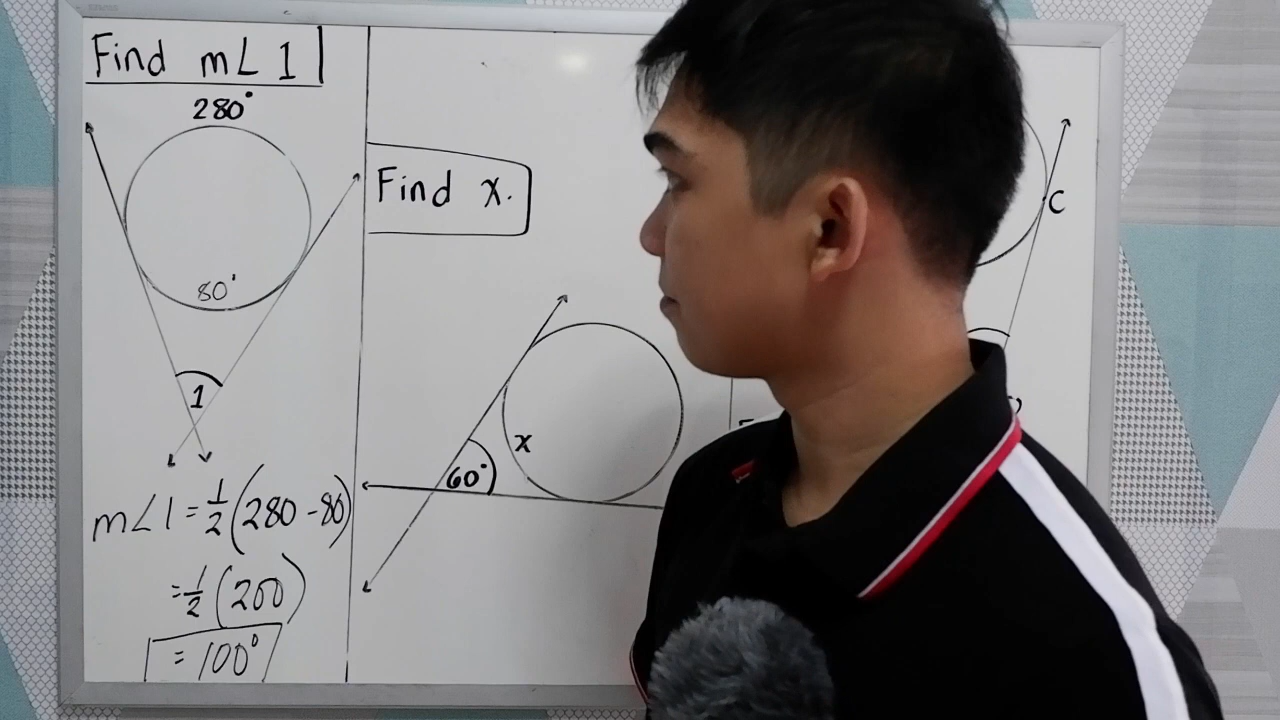 Find m∠ 1
280°
80°
1
m∠1 = 1/2 (280 - 80)
= 1/2 (200)
= 100°
Find x.
x
60°
C